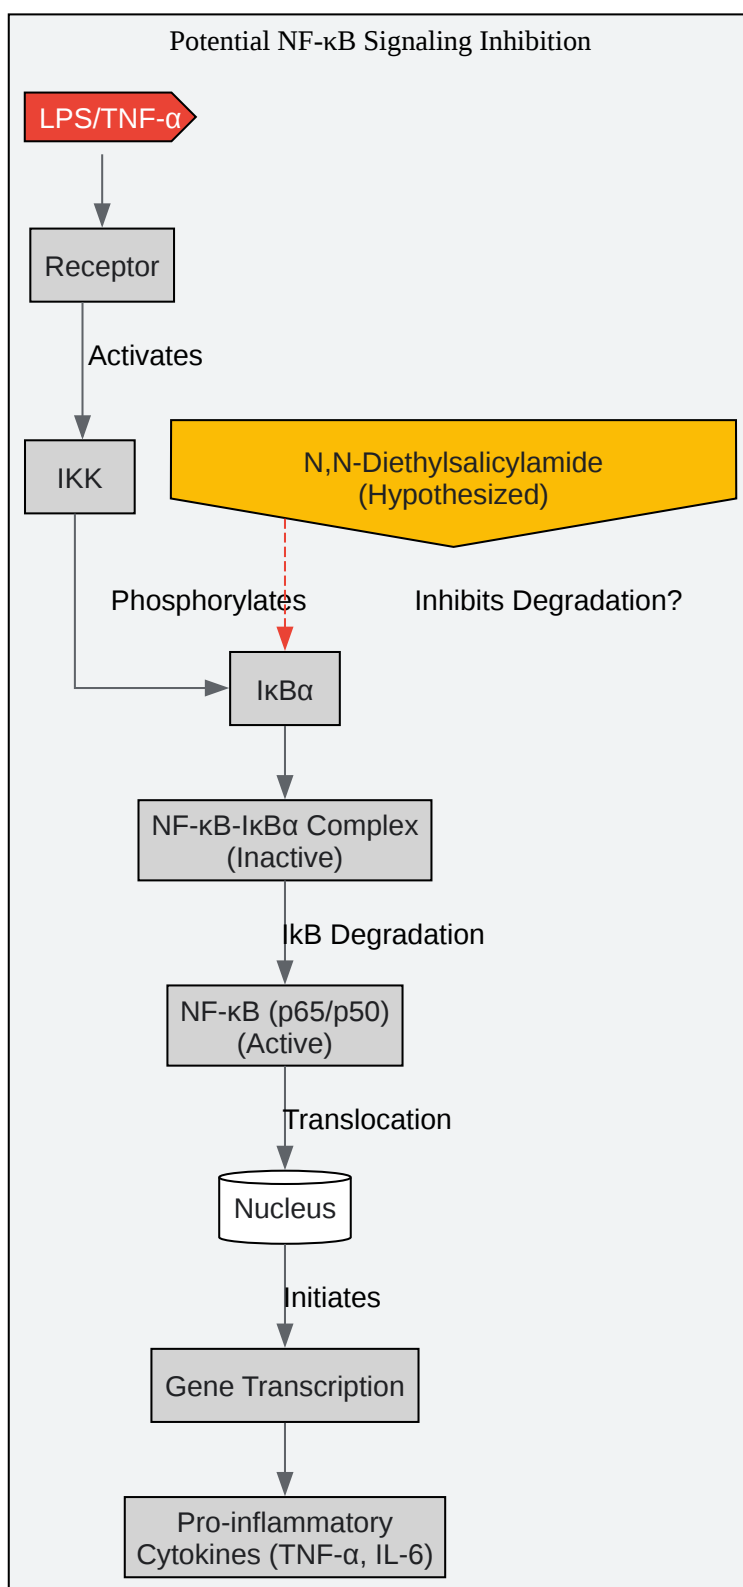 Potential NF-κB Signaling Inhibition
LPS/TNF-α
Receptor
Activates
IKK
N,N-Diethylsalicylamide
(Hypothesized)
Phosphorylates
Inhibits Degradation?
IκBα
NF-κB-IκBα Complex
(Inactive)
IkB Degradation
NF-κB (p65/p50)
(Active)
Translocation
Nucleus
Initiates
Gene Transcription
Pro-inflammatory
Cytokines (TNF-α, IL-6)